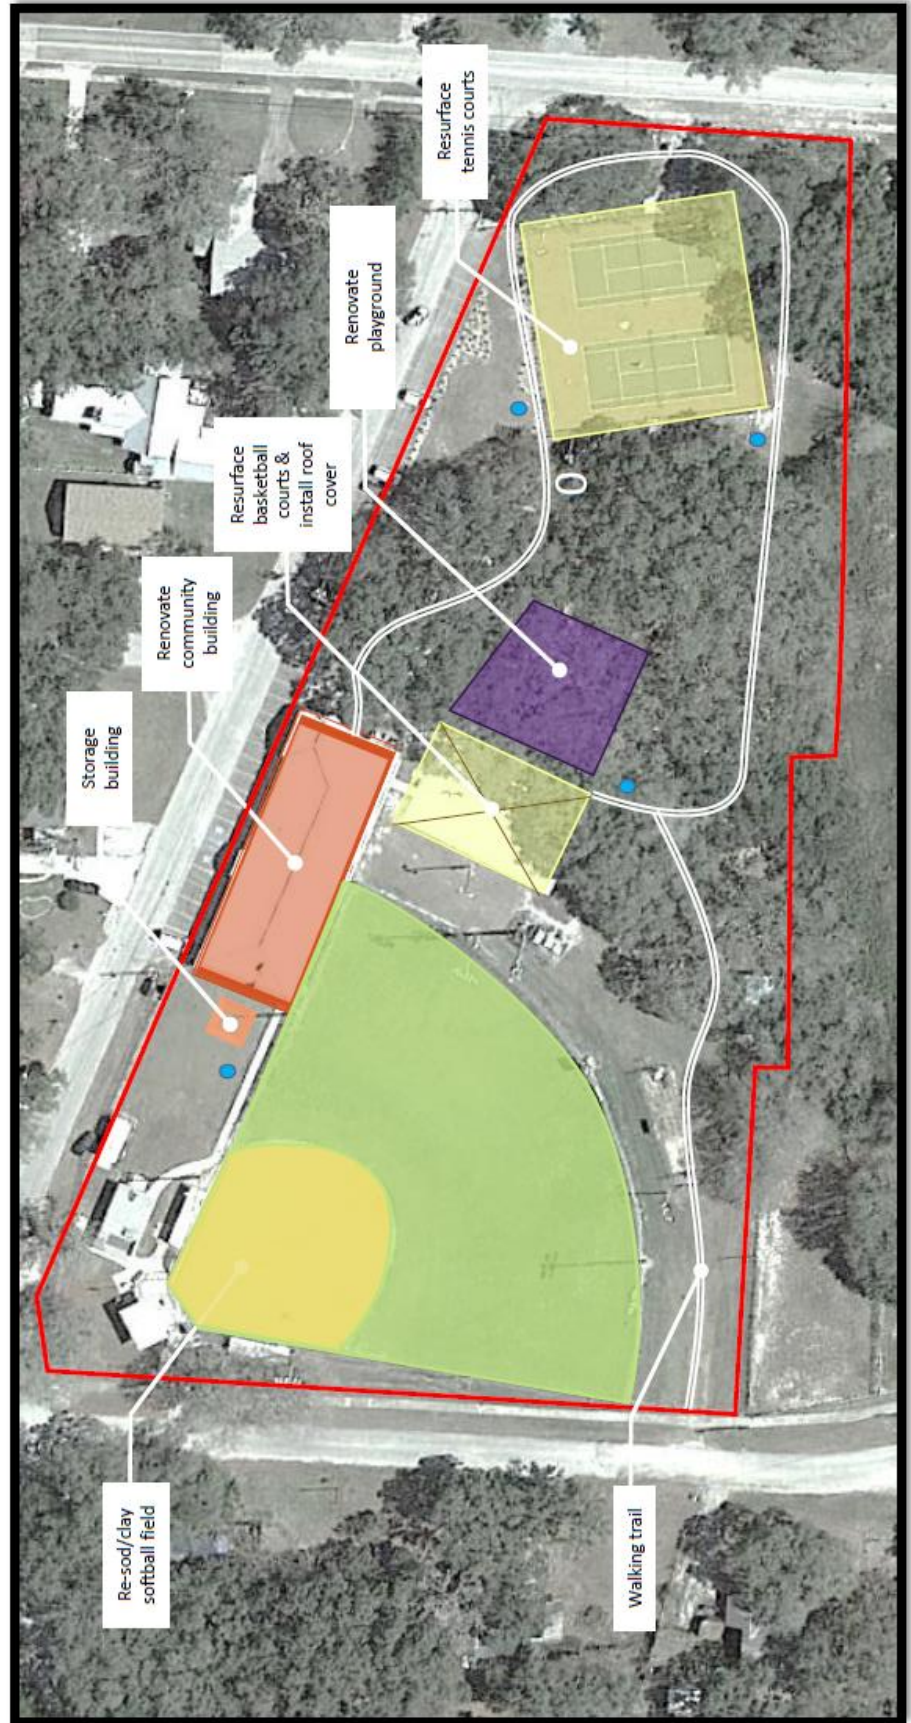 Re-sod/clay
softball field
Storage
building
Renovate
community
building
Resurface
basketball
courts &
install roof
cover
Renovate
playground
Resurface
tennis courts
Walking trail